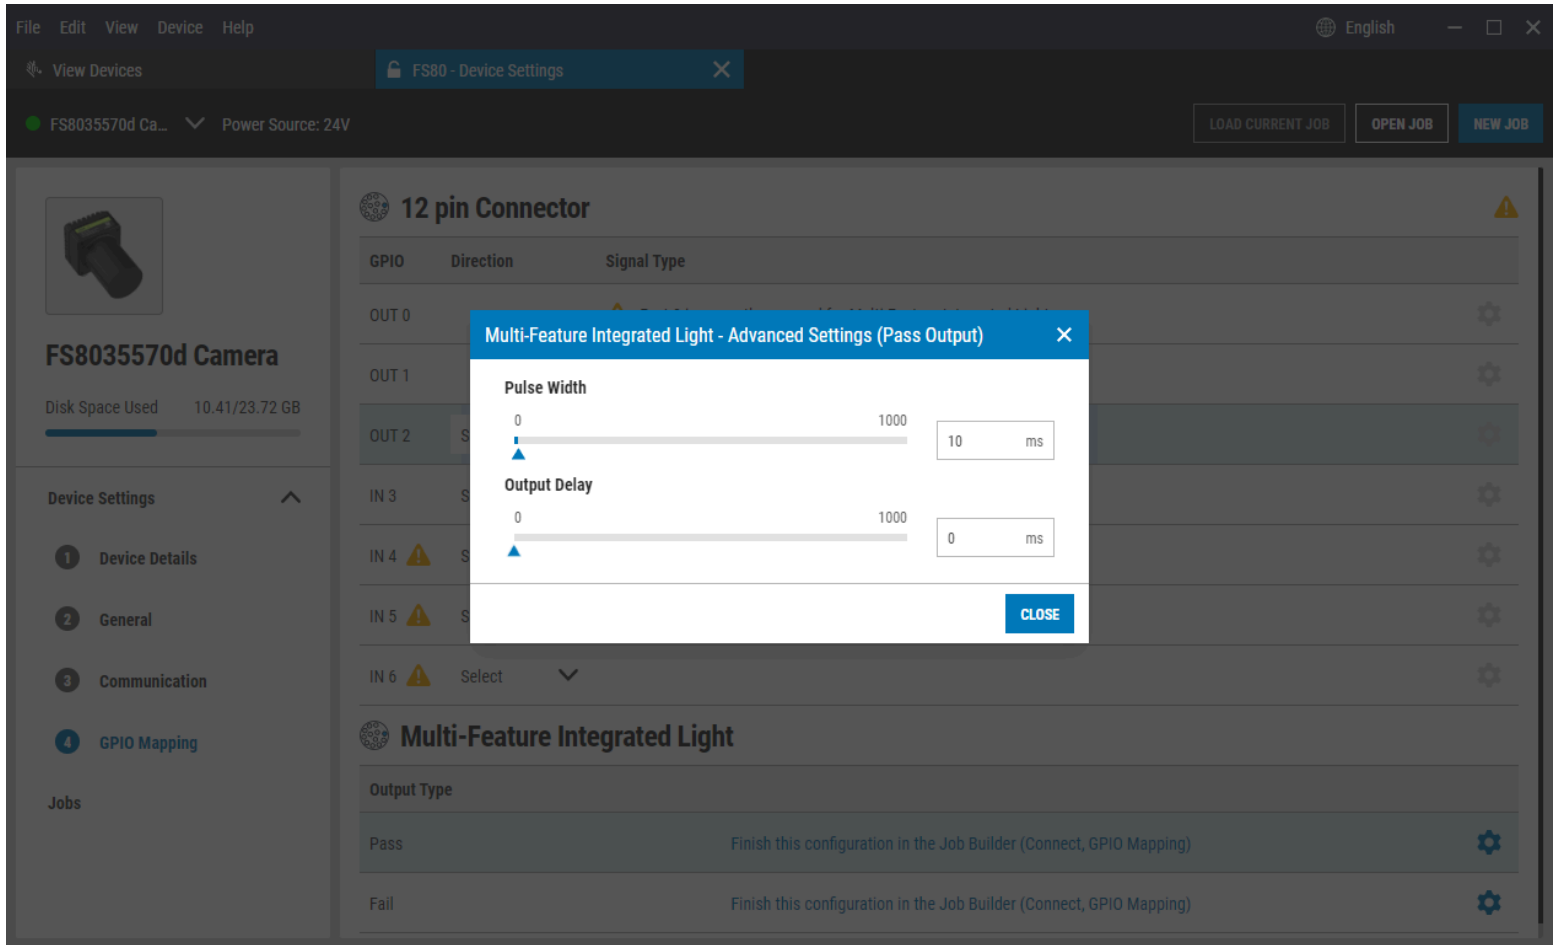 File Edit View Device Help English
View Devices FS80 - Device Settings
FS8035570d Ca... Power Source: 24V LOAD CURRENT JOB OPEN JOB NEW JOB
12 pin Connector
GPIO Direction Signal Type
OUT 0
Multi-Feature Integrated Light - Advanced Settings (Pass Output)
FS8035570d Camera
OUT 1
Pulse Width
Disk Space Used 10.41/23.72 GB
0 1000
OUT 2 S
10 ms
Output Delay
Device Settings
IN 3 S
0 1000
0 ms
1 Device Details
IN 4 S
2 General
IN 5 S
CLOSE
3 Communication
IN 6 Select
4 GPIO Mapping
Multi-Feature Integrated Light
Output Type
Jobs
Pass Finish this configuration in the Job Builder (Connect, GPIO Mapping)
Fail Finish this configuration in the Job Builder (Connect, GPIO Mapping)